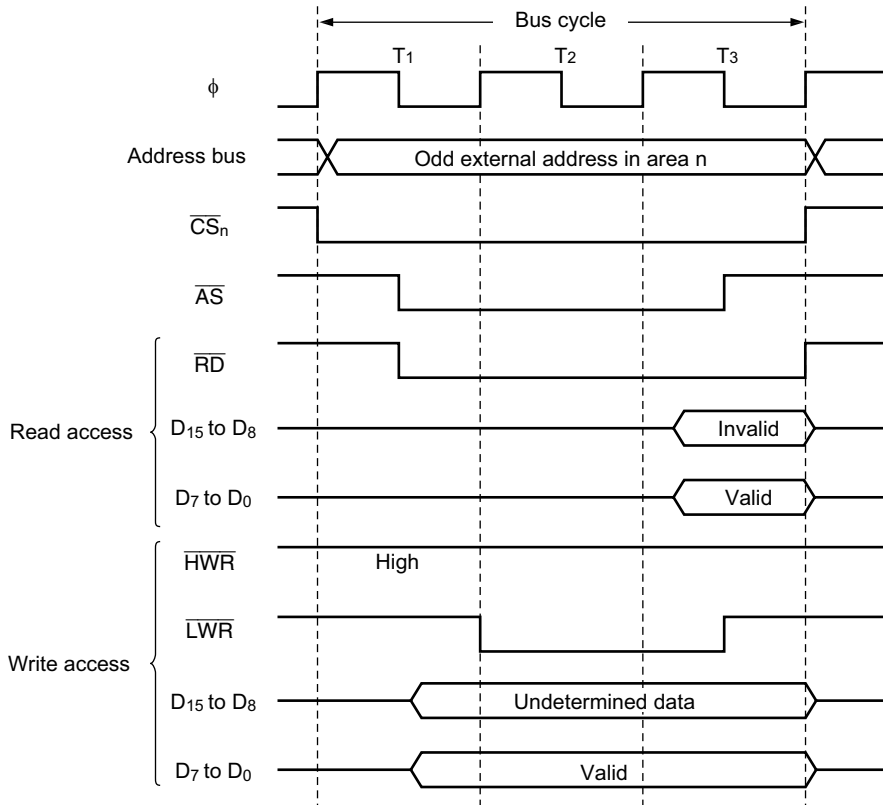 Bus cycle
T1 T2 T3
ϕ
Address bus Odd external address in area n
CSn
AS
RD
Read access D15 to D8 Invalid
D7 to D0 Valid
HWR High
LWR
Write access D15 to D8 Undetermined data
D7 to D0 Valid